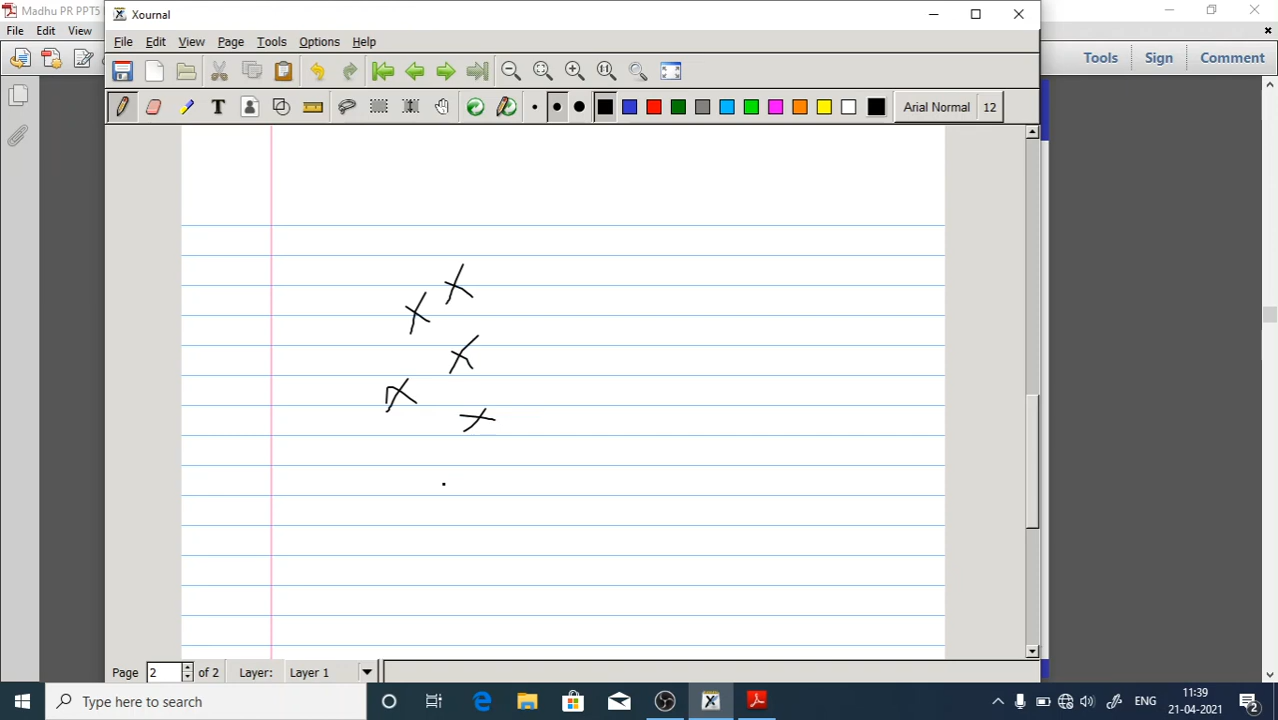 Madhu PR PPT5
Xournal
File Edit View
File Edit View Page Tools Options Help
Tools Sign Comment
Arial Normal 12
x
x
x
x
x
Page 2 of 2 Layer: Layer 1
Type here to search
ENG
11:39
21-04-2021
2